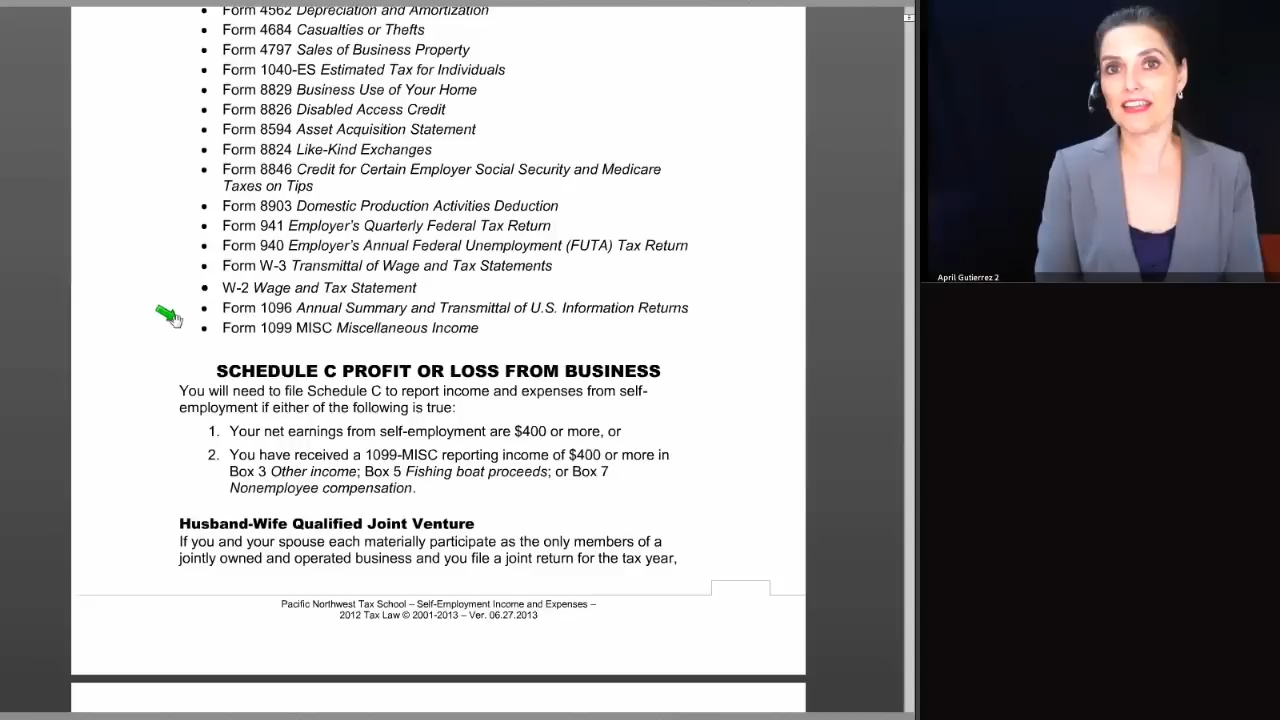 Form 4562 Depreciation and Amortization
Form 4684 Casualties or Thefts
Form 4797 Sales of Business Property
Form 1040-ES Estimated Tax for Individuals
Form 8829 Business Use of Your Home
Form 8826 Disabled Access Credit
Form 8594 Asset Acquisition Statement
Form 8824 Like-Kind Exchanges
Form 8846 Credit for Certain Employer Social Security and Medicare
Taxes on Tips
Form 8903 Domestic Production Activities Deduction
Form 941 Employer's Quarterly Federal Tax Return
Form 940 Employer's Annual Federal Unemployment (FUTA) Tax Return
Form W-3 Transmittal of Wage and Tax Statements
W-2 Wage and Tax Statement
Form 1096 Annual Summary and Transmittal of U.S. Information Returns
Form 1099 MISC Miscellaneous Income
SCHEDULE C PROFIT OR LOSS FROM BUSINESS
You will need to file Schedule C to report income and expenses from self-
employment if either of the following is true:
1. Your net earnings from self-employment are $400 or more, or
2. You have received a 1099-MISC reporting income of $400 or more in
Box 3 Other income; Box 5 Fishing boat proceeds; or Box 7
Nonemployee compensation.
Husband-Wife Qualified Joint Venture
If you and your spouse each materially participate as the only members of a
jointly owned and operated business and you file a joint return for the tax year,
Pacific Northwest Tax School – Self-Employment Income and Expenses –
2012 Tax Law © 2001-2013 – Ver. 06.27.2013
April Gutierrez 2